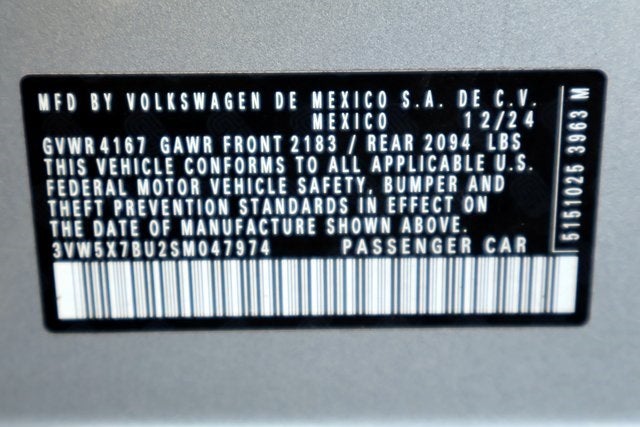 MFD BY VOLKSWAGEN DE MEXICO S.A. DE C.V.
MEXICO 12/24
GVWR 4167 GAWR FRONT 2183 / REAR 2094 LBS
THIS VEHICLE CONFORMS TO ALL APPLICABLE U.S.
FEDERAL MOTOR VEHICLE SAFETY, BUMPER AND
THEFT PREVENTION STANDARDS IN EFFECT ON
THE DATE OF MANUFACTURE SHOWN ABOVE.
3VW5X7BU2SM047974 PASSENGER CAR
5151025 3963 M